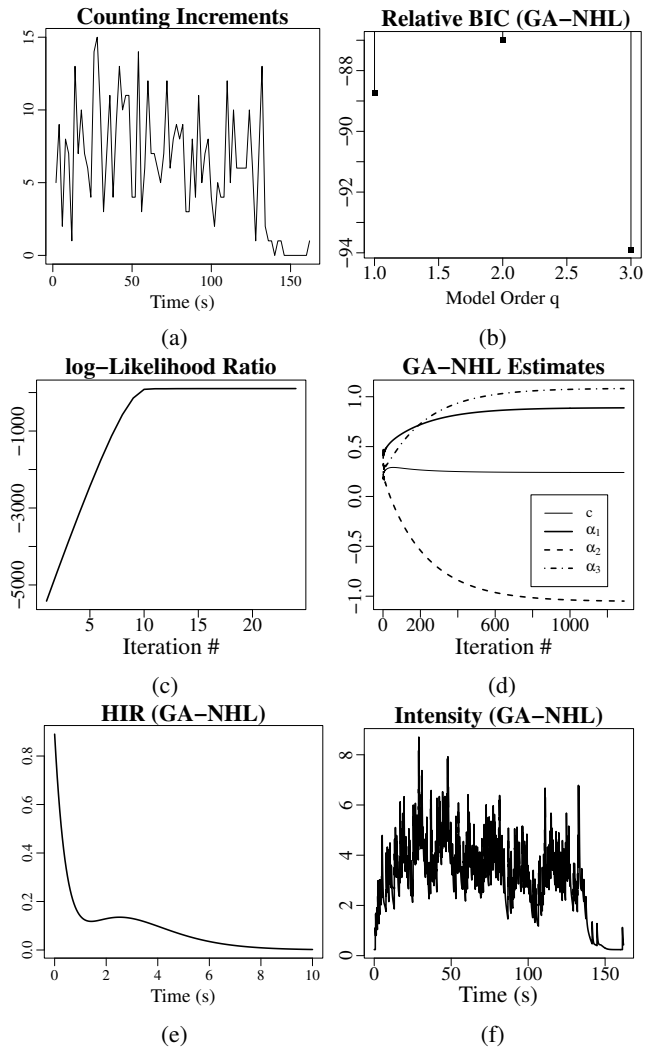 Counting Increments
15
10
5
0
0 50 100 150
Time (s)
(a)
Relative BIC (GA−NHL)
−88
−90
−92
−94
1.0 1.5 2.0 2.5 3.0
Model Order q
(b)
log−Likelihood Ratio
−1000
−3000
−5000
5 10 20
Iteration #
(c)
GA−NHL Estimates
1.0
0.5
0.0
−0.5
−1.0
c
α1
α2
α3
0 200 600 1000
Iteration #
(d)
HIR (GA−NHL)
0.8
0.6
0.4
0.2
0.0
0 2 4 6 8 10
Time (s)
(e)
Intensity (GA−NHL)
8
6
4
2
0
0 50 100 150
Time (s)
(f)